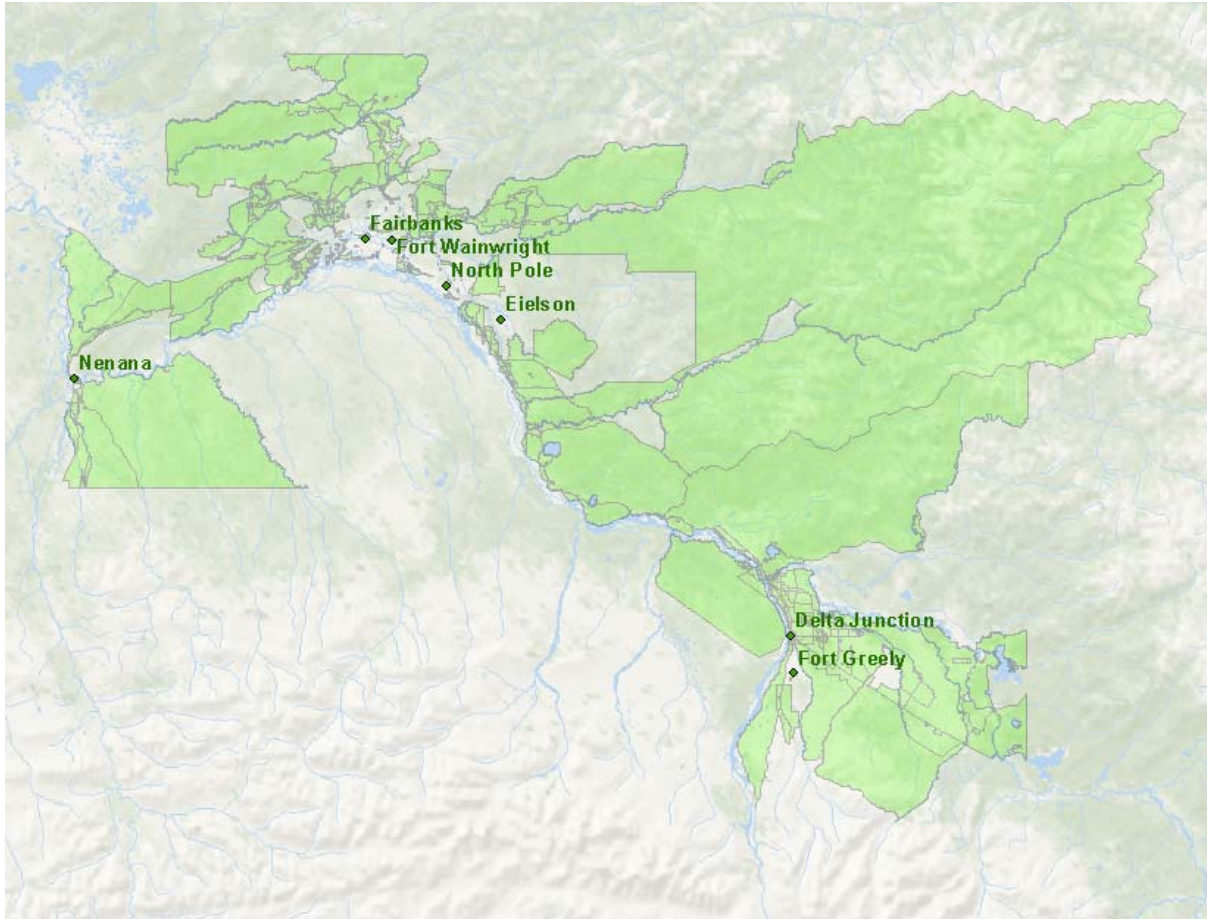 Fairbanks
Fort Wainwright
North Pole
Eielson
Nenana
Delta Junction
Fort Greely